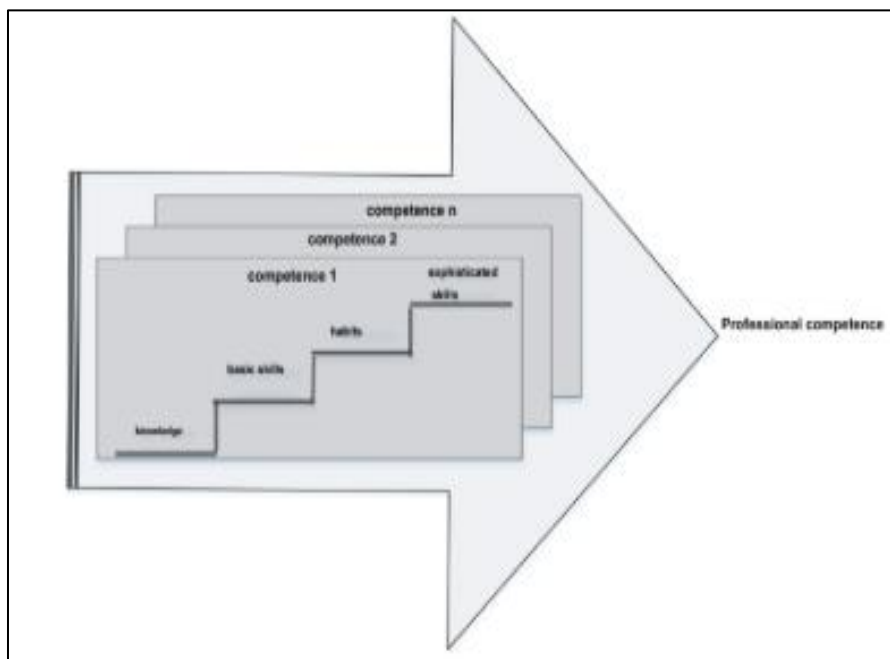 competence n
competence 2
competence 1
sophisticated
skills
habits
basic skills
knowledge
Professional competence